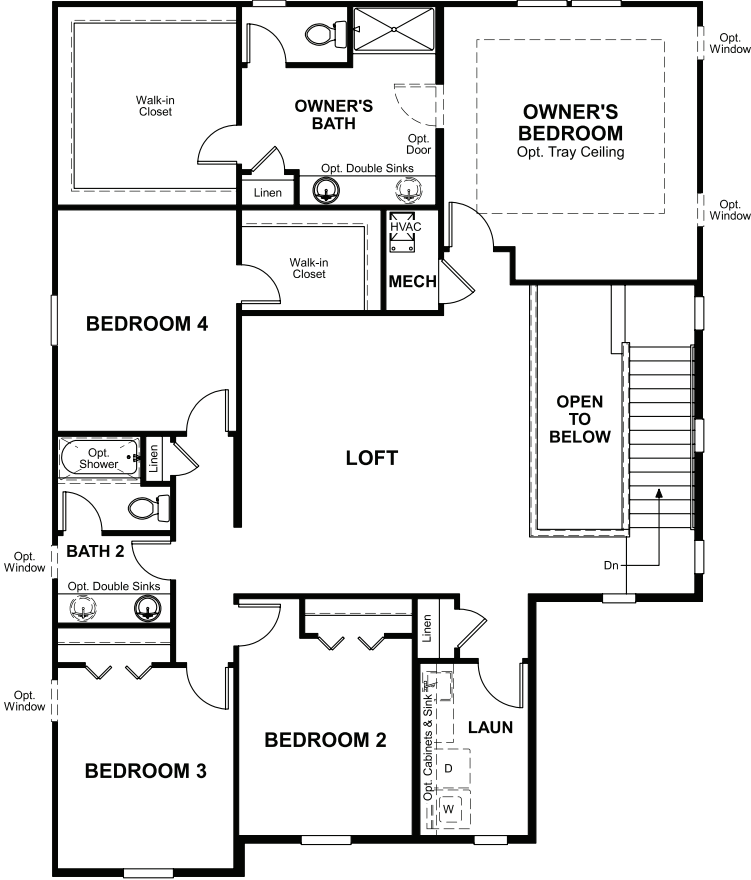 Opt.
Window
Walk-in
Closet
OWNER'S
BATH
OWNER'S
BEDROOM
Opt. Tray Ceiling
Opt.
Door
Opt. Double Sinks
Linen
Opt.
Window
HVAC
Walk-in
Closet
MECH
BEDROOM 4
OPEN
TO
BELOW
LOFT
Opt.
Shower
Linen
BATH 2
Opt.
Window
Dn
Opt. Double Sinks
Linen
Opt.
Window
LAUN
Opt. Cabinets & Sink
BEDROOM 2
BEDROOM 3
D
W